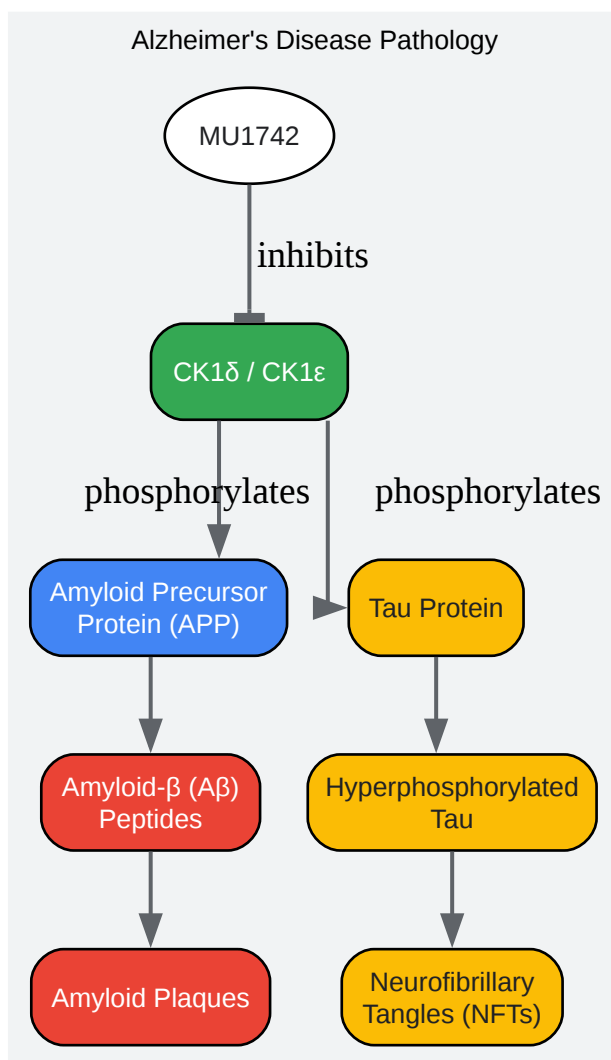 Alzheimer's Disease Pathology
MU1742
inhibits
CK1δ / CK1ε
phosphorylates
phosphorylates
Amyloid Precursor
Protein (APP)
Tau Protein
Amyloid-β (Aβ)
Peptides
Hyperphosphorylated
Tau
Amyloid Plaques
Neurofibrillary
Tangles (NFTs)